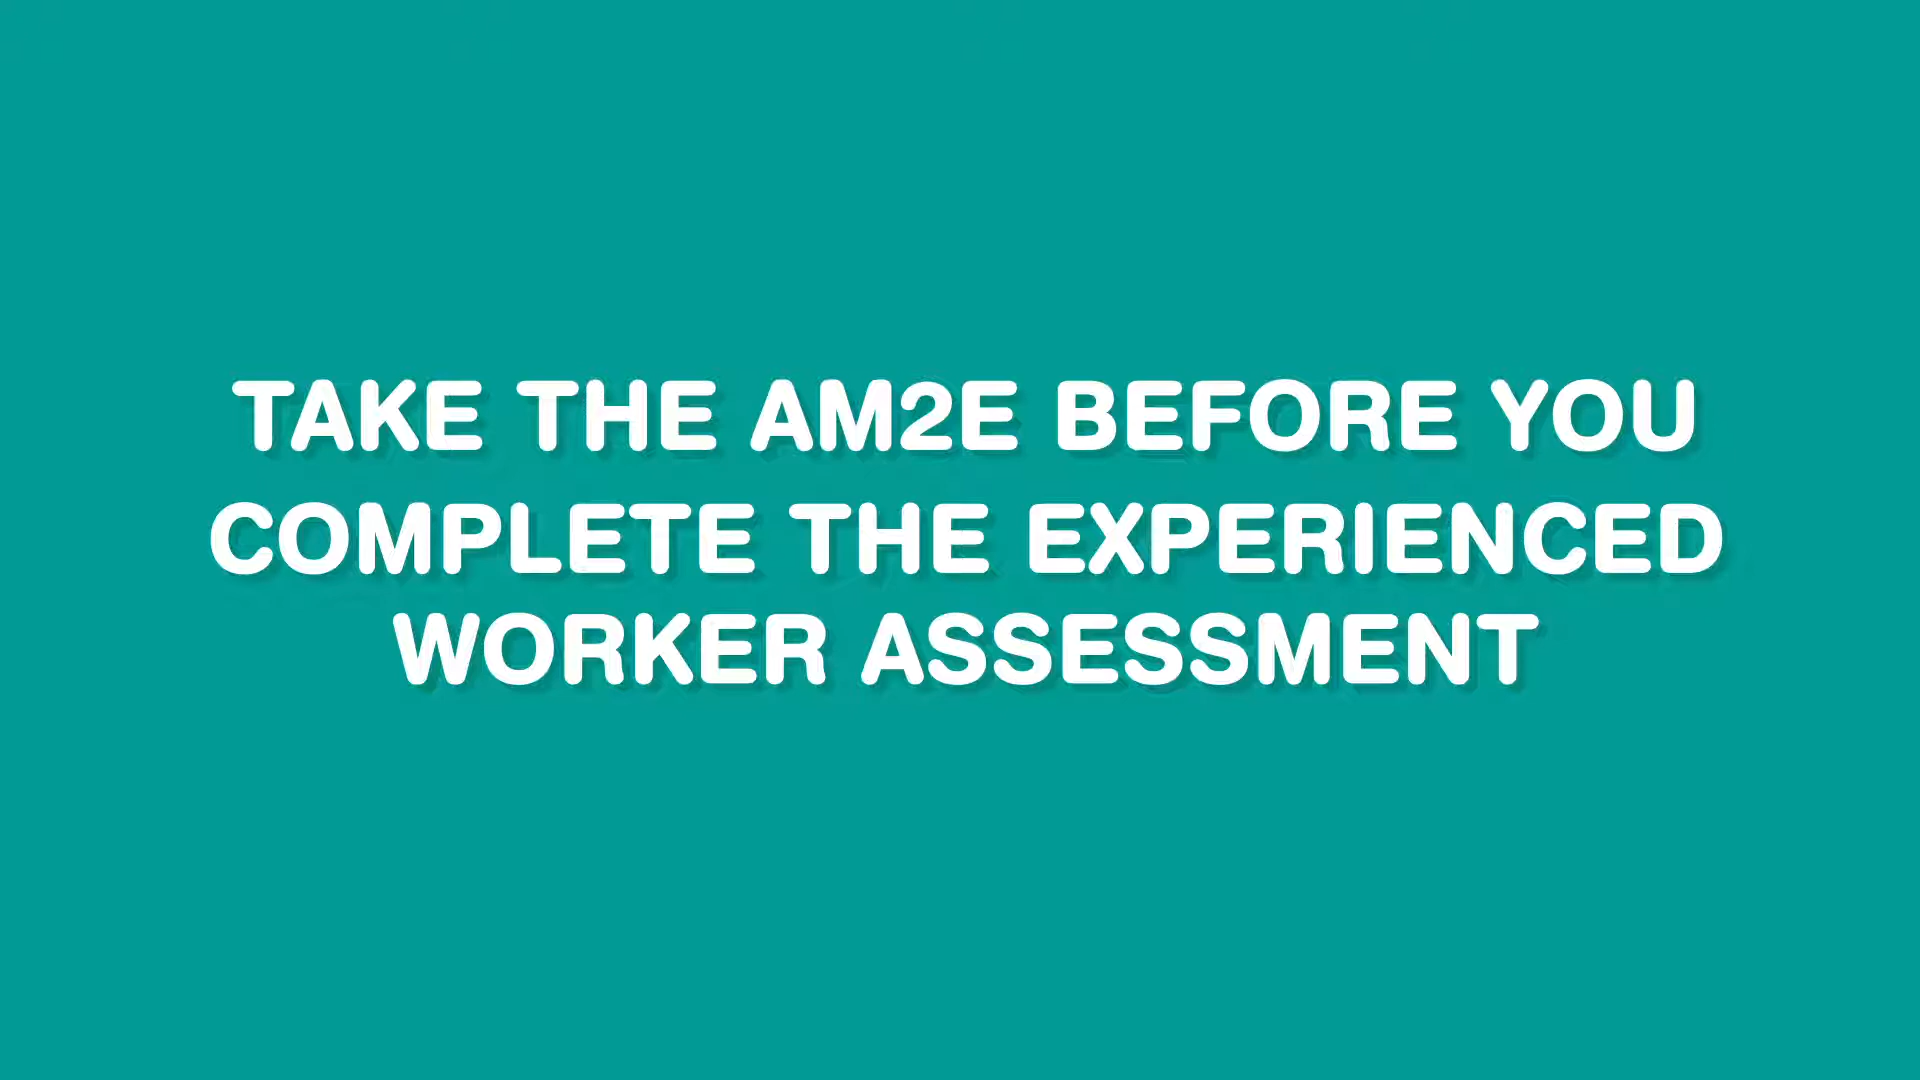 TAKE THE AM2E BEFORE YOU
COMPLETE THE EXPERIENCED
WORKER ASSESSMENT